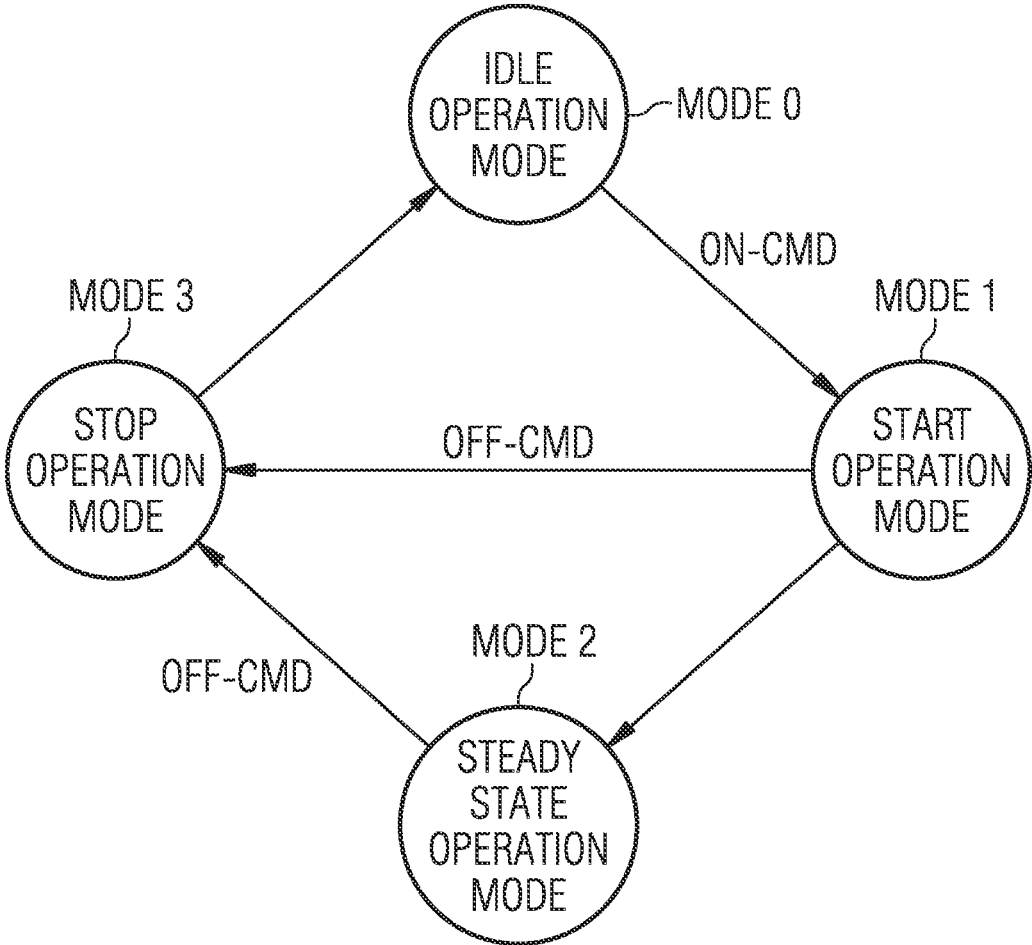 IDLE
OPERATION
MODE
MODE 0
ON-CMD
MODE 3
MODE 1
STOP
OPERATION
MODE
OFF-CMD
START
OPERATION
MODE
OFF-CMD
MODE 2
STEADY
STATE
OPERATION
MODE